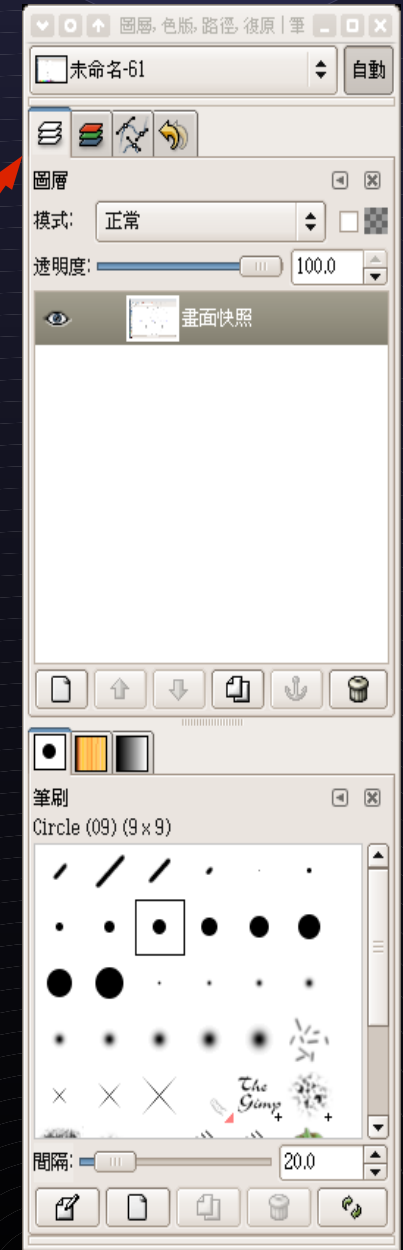 圖層, 色版, 路徑, 復原 | 筆
未命名-61
自動
圖層
模式: 正常
透明度: 100.0
畫面快照
筆刷
Circle (09) (9 x 9)
The
Gimp
間隔: 20.0